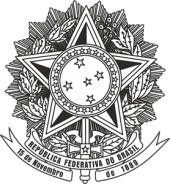 REPÚBLICA FEDERATIVA DO BRASIL
15 de Novembro de 1889